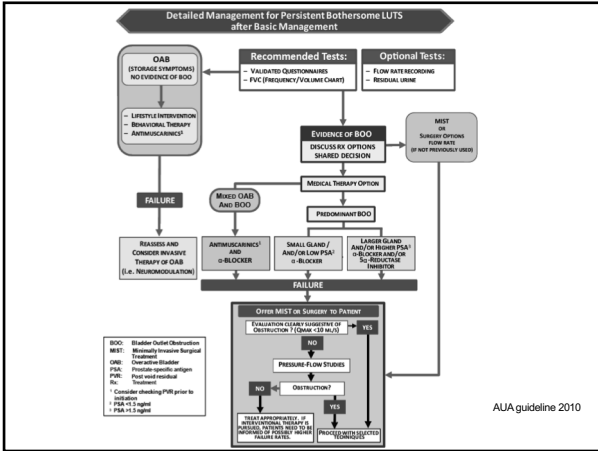 Detailed Management for Persistent Bothersome LUTS
after Basic Management
OAB
(STORAGE SYMPTOMS)
NO EVIDENCE OF BOO
– LIFESTYLE INTERVENTION
– BEHAVIORAL THERAPY
– ANTIMUSCARINICS¹
Recommended Tests:
– VALIDATED QUESTIONNAIRES
– FVC (FREQUENCY/VOLUME CHART)
Optional Tests:
– FLOW RATE RECORDING
– RESIDUAL URINE
EVIDENCE OF BOO
DISCUSS RX OPTIONS
SHARED DECISION
MIST
OR
SURGERY OPTIONS
FLOW RATE
(IF NOT PREVIOUSLY USED)
MEDICAL THERAPY OPTION
FAILURE
MIXED OAB
AND BOO
PREDOMINANT BOO
REASSESS AND
CONSIDER INVASIVE
THERAPY OF OAB
(i.e. NEUROMODULATION)
ANTIMUSCARINICS¹
AND
α-BLOCKER
SMALL GLAND /
AND/OR LOW PSA²
α-BLOCKER
LARGER GLAND
AND/OR HIGHER PSA³
α-BLOCKER AND/OR
5α-REDUCTASE
INHIBITOR
FAILURE
OFFER MIST OR SURGERY TO PATIENT
EVALUATION CLEARLY SUGGESTIVE OF
OBSTRUCTION ? (QMAX <10 ML/S)
YES
NO
PRESSURE-FLOW STUDIES
NO
OBSTRUCTION?
YES
TREAT APPROPRIATELY. IF
INTERVENTIONAL THERAPY IS
PURSUED, PATIENTS NEED TO BE
INFORMED OF POSSIBLY HIGHER
FAILURE RATES.
PROCEED WITH SELECTED
TECHNIQUES
BOO: Bladder Outlet Obstruction
MIST: Minimally Invasive Surgical
Treatment
OAB: Overactive Bladder
PSA: Prostate-specific antigen
PVR: Post void residual
Rx: Treatment
¹ Consider checking PVR prior to
initiation
² PSA <1.5 ng/ml
³ PSA >1.5 ng/ml
AUA guideline 2010